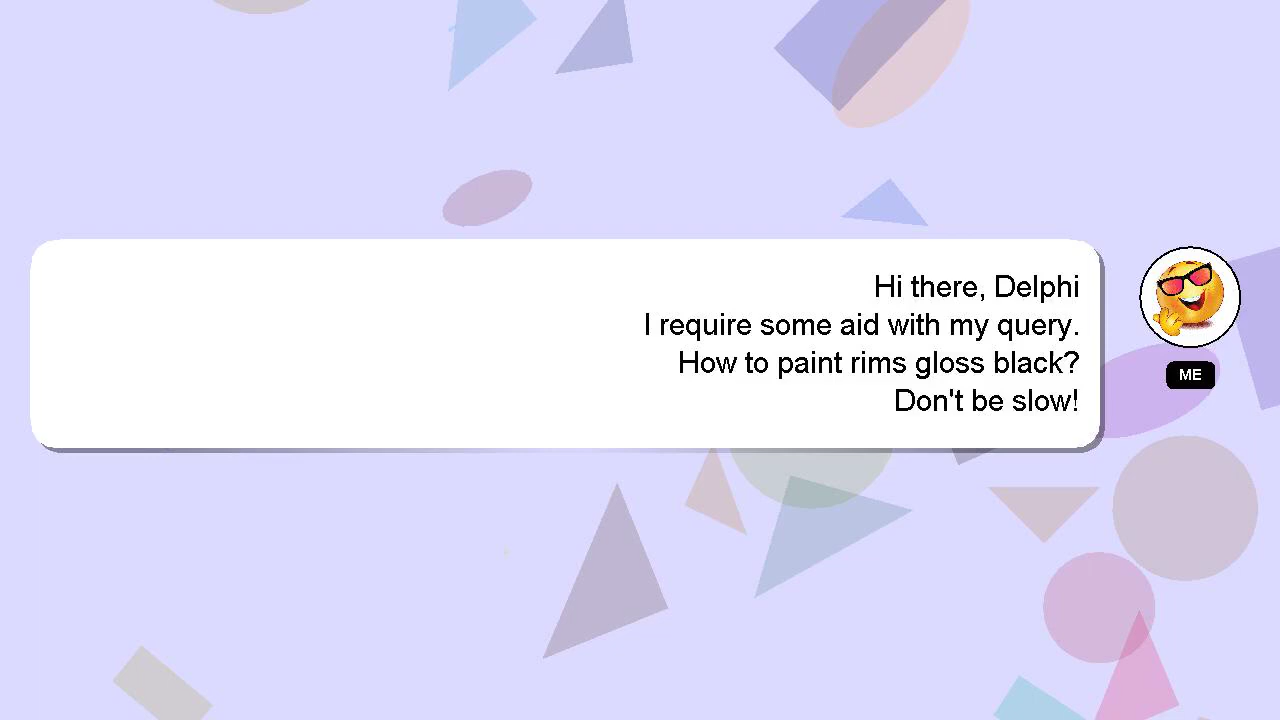 Hi there, Delphi
I require some aid with my query.
How to paint rims gloss black?
Don't be slow!
ME